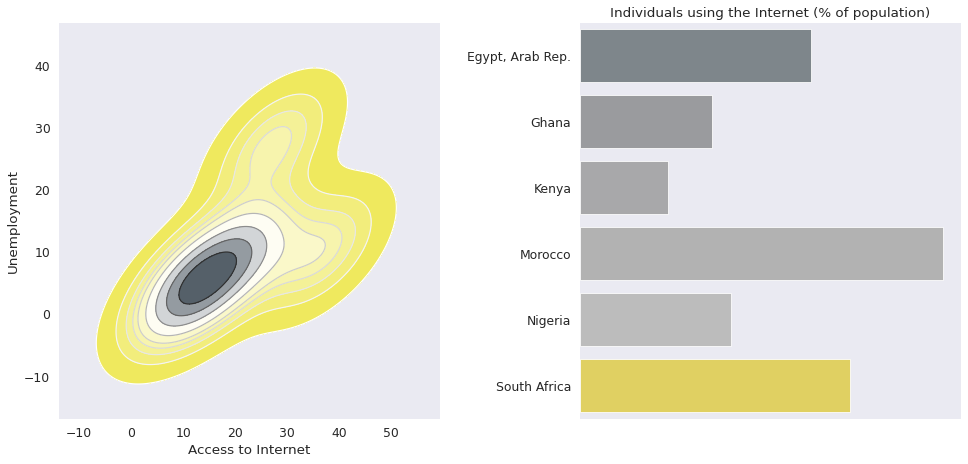 Individuals using the Internet (% of population)
Unemployment
40
30
20
10
0
−10
−10 0 10 20 30 40 50
Access to Internet
Egypt, Arab Rep.
Ghana
Kenya
Morocco
Nigeria
South Africa